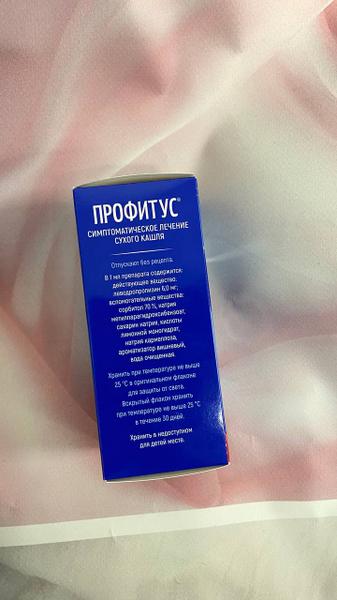 ПРОФИТУС®
СИМПТОМАТИЧЕСКОЕ ЛЕЧЕНИЕ
СУХОГО КАШЛЯ
Отпускают без рецепта.
В 1 мл препарата содержится:
действующее вещество:
леводропропизин 6,0 мг;
вспомогательные вещества:
сорбитол 70 %, натрия
метилпарагидроксибензоат,
сахарин натрия, кислоты
лимонной моногидрат,
натрия кармеллоза,
ароматизатор вишневый,
вода очищенная.
Хранить при температуре не выше
25 °С в оригинальном флаконе
для защиты от света.
Вскрытый флакон хранить
при температуре не выше 25 °С
в течение 30 дней.
Хранить в недоступном
для детей месте.